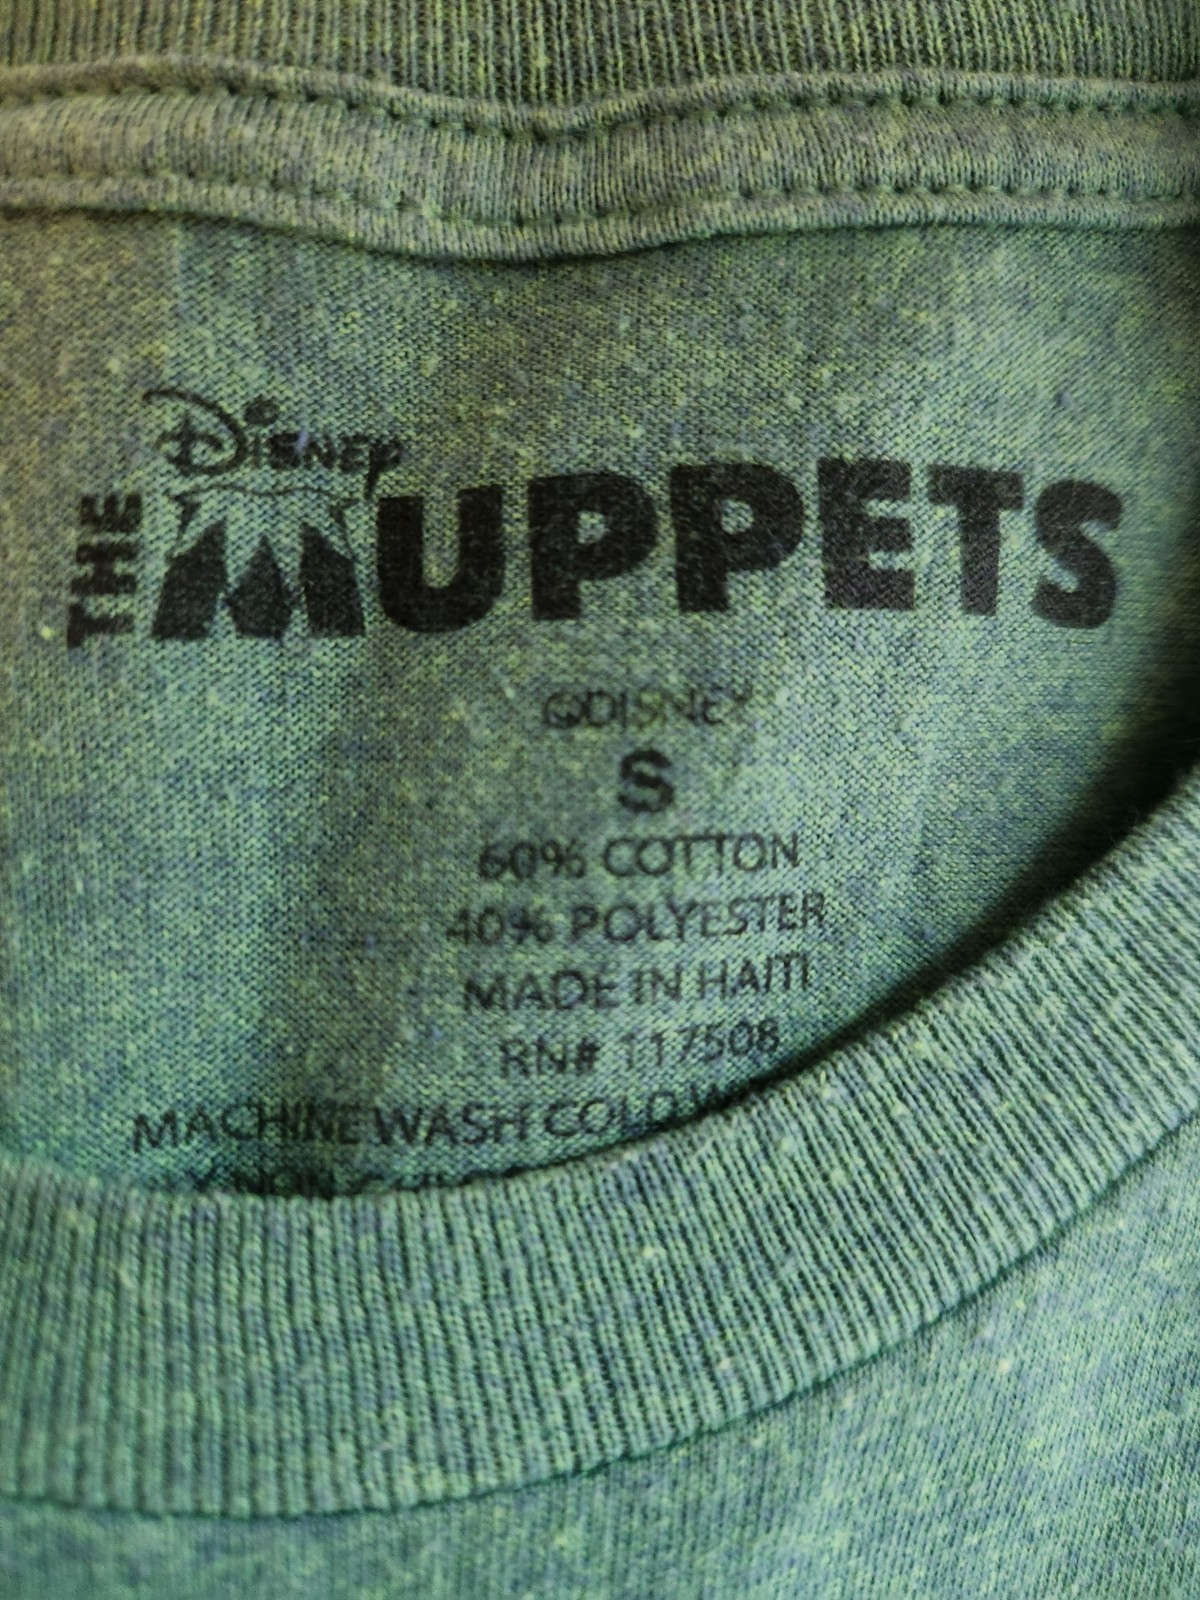 Disney
THE MUPPETS
©DISNEY
S
60% COTTON
40% POLYESTER
MADE IN HAITI
RN# 117508
MACHINE WASH COLD